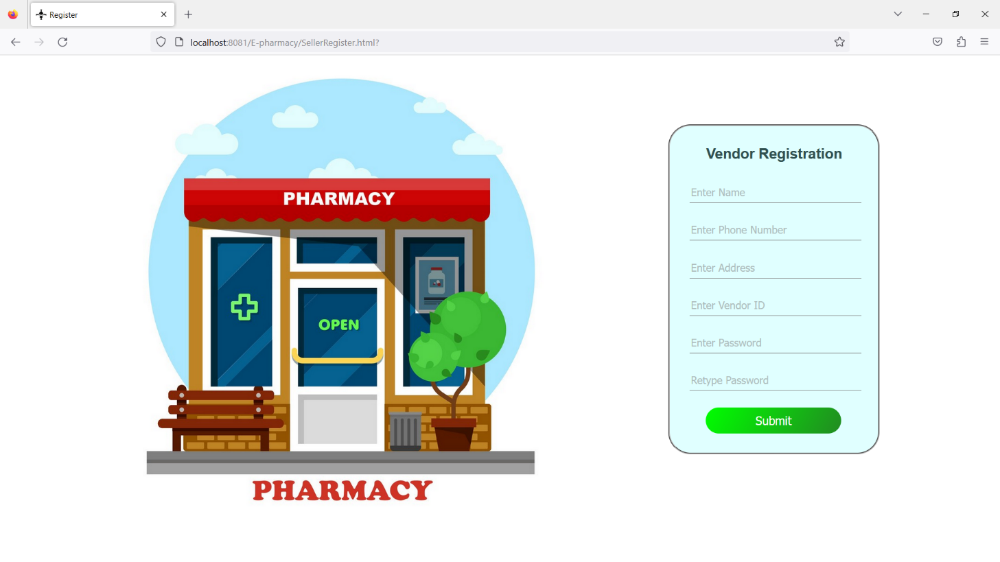 Register
localhost:8081/E-pharmacy/SellerRegister.html?
PHARMACY
OPEN
PHARMACY
Vendor Registration
Enter Name
Enter Phone Number
Enter Address
Enter Vendor ID
Enter Password
Retype Password
Submit